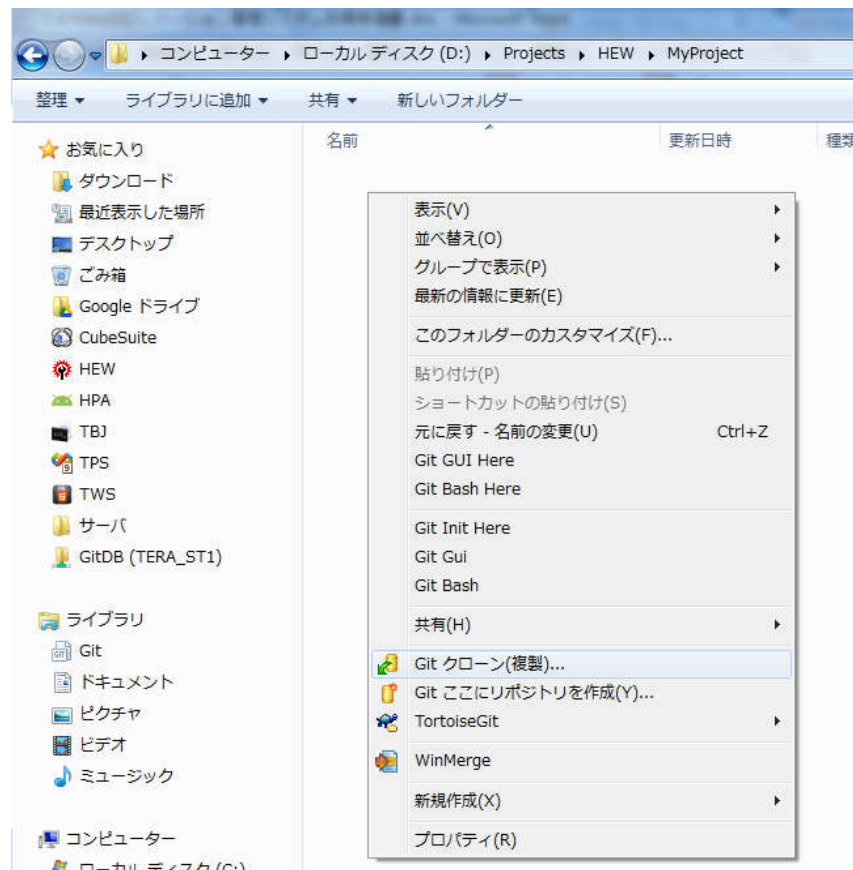 コンピューター ローカル ディスク (D:) Projects HEW MyProject
整理 ライブラリに追加 共有 新しいフォルダー
名前 更新日時 種類
お気に入り
ダウンロード
最近表示した場所
デスクトップ
ごみ箱
Google ドライブ
CubeSuite
HEW
HPA
TBJ
TPS
TWS
サーバ
GitDB (TERA_ST1)
ライブラリ
Git
ドキュメント
ピクチャ
ビデオ
ミュージック
コンピューター
ローカル ディスク (C:)
表示(V)
並べ替え(O)
グループで表示(P)
最新の情報に更新(E)
このフォルダーのカスタマイズ(F)...
貼り付け(P)
ショートカットの貼り付け(S)
元に戻す - 名前の変更(U) Ctrl+Z
Git GUI Here
Git Bash Here
Git Init Here
Git Gui
Git Bash
共有(H)
Git クローン(複製)...
Git ここにリポジトリを作成(Y)...
TortoiseGit
WinMerge
新規作成(X)
プロパティ(R)